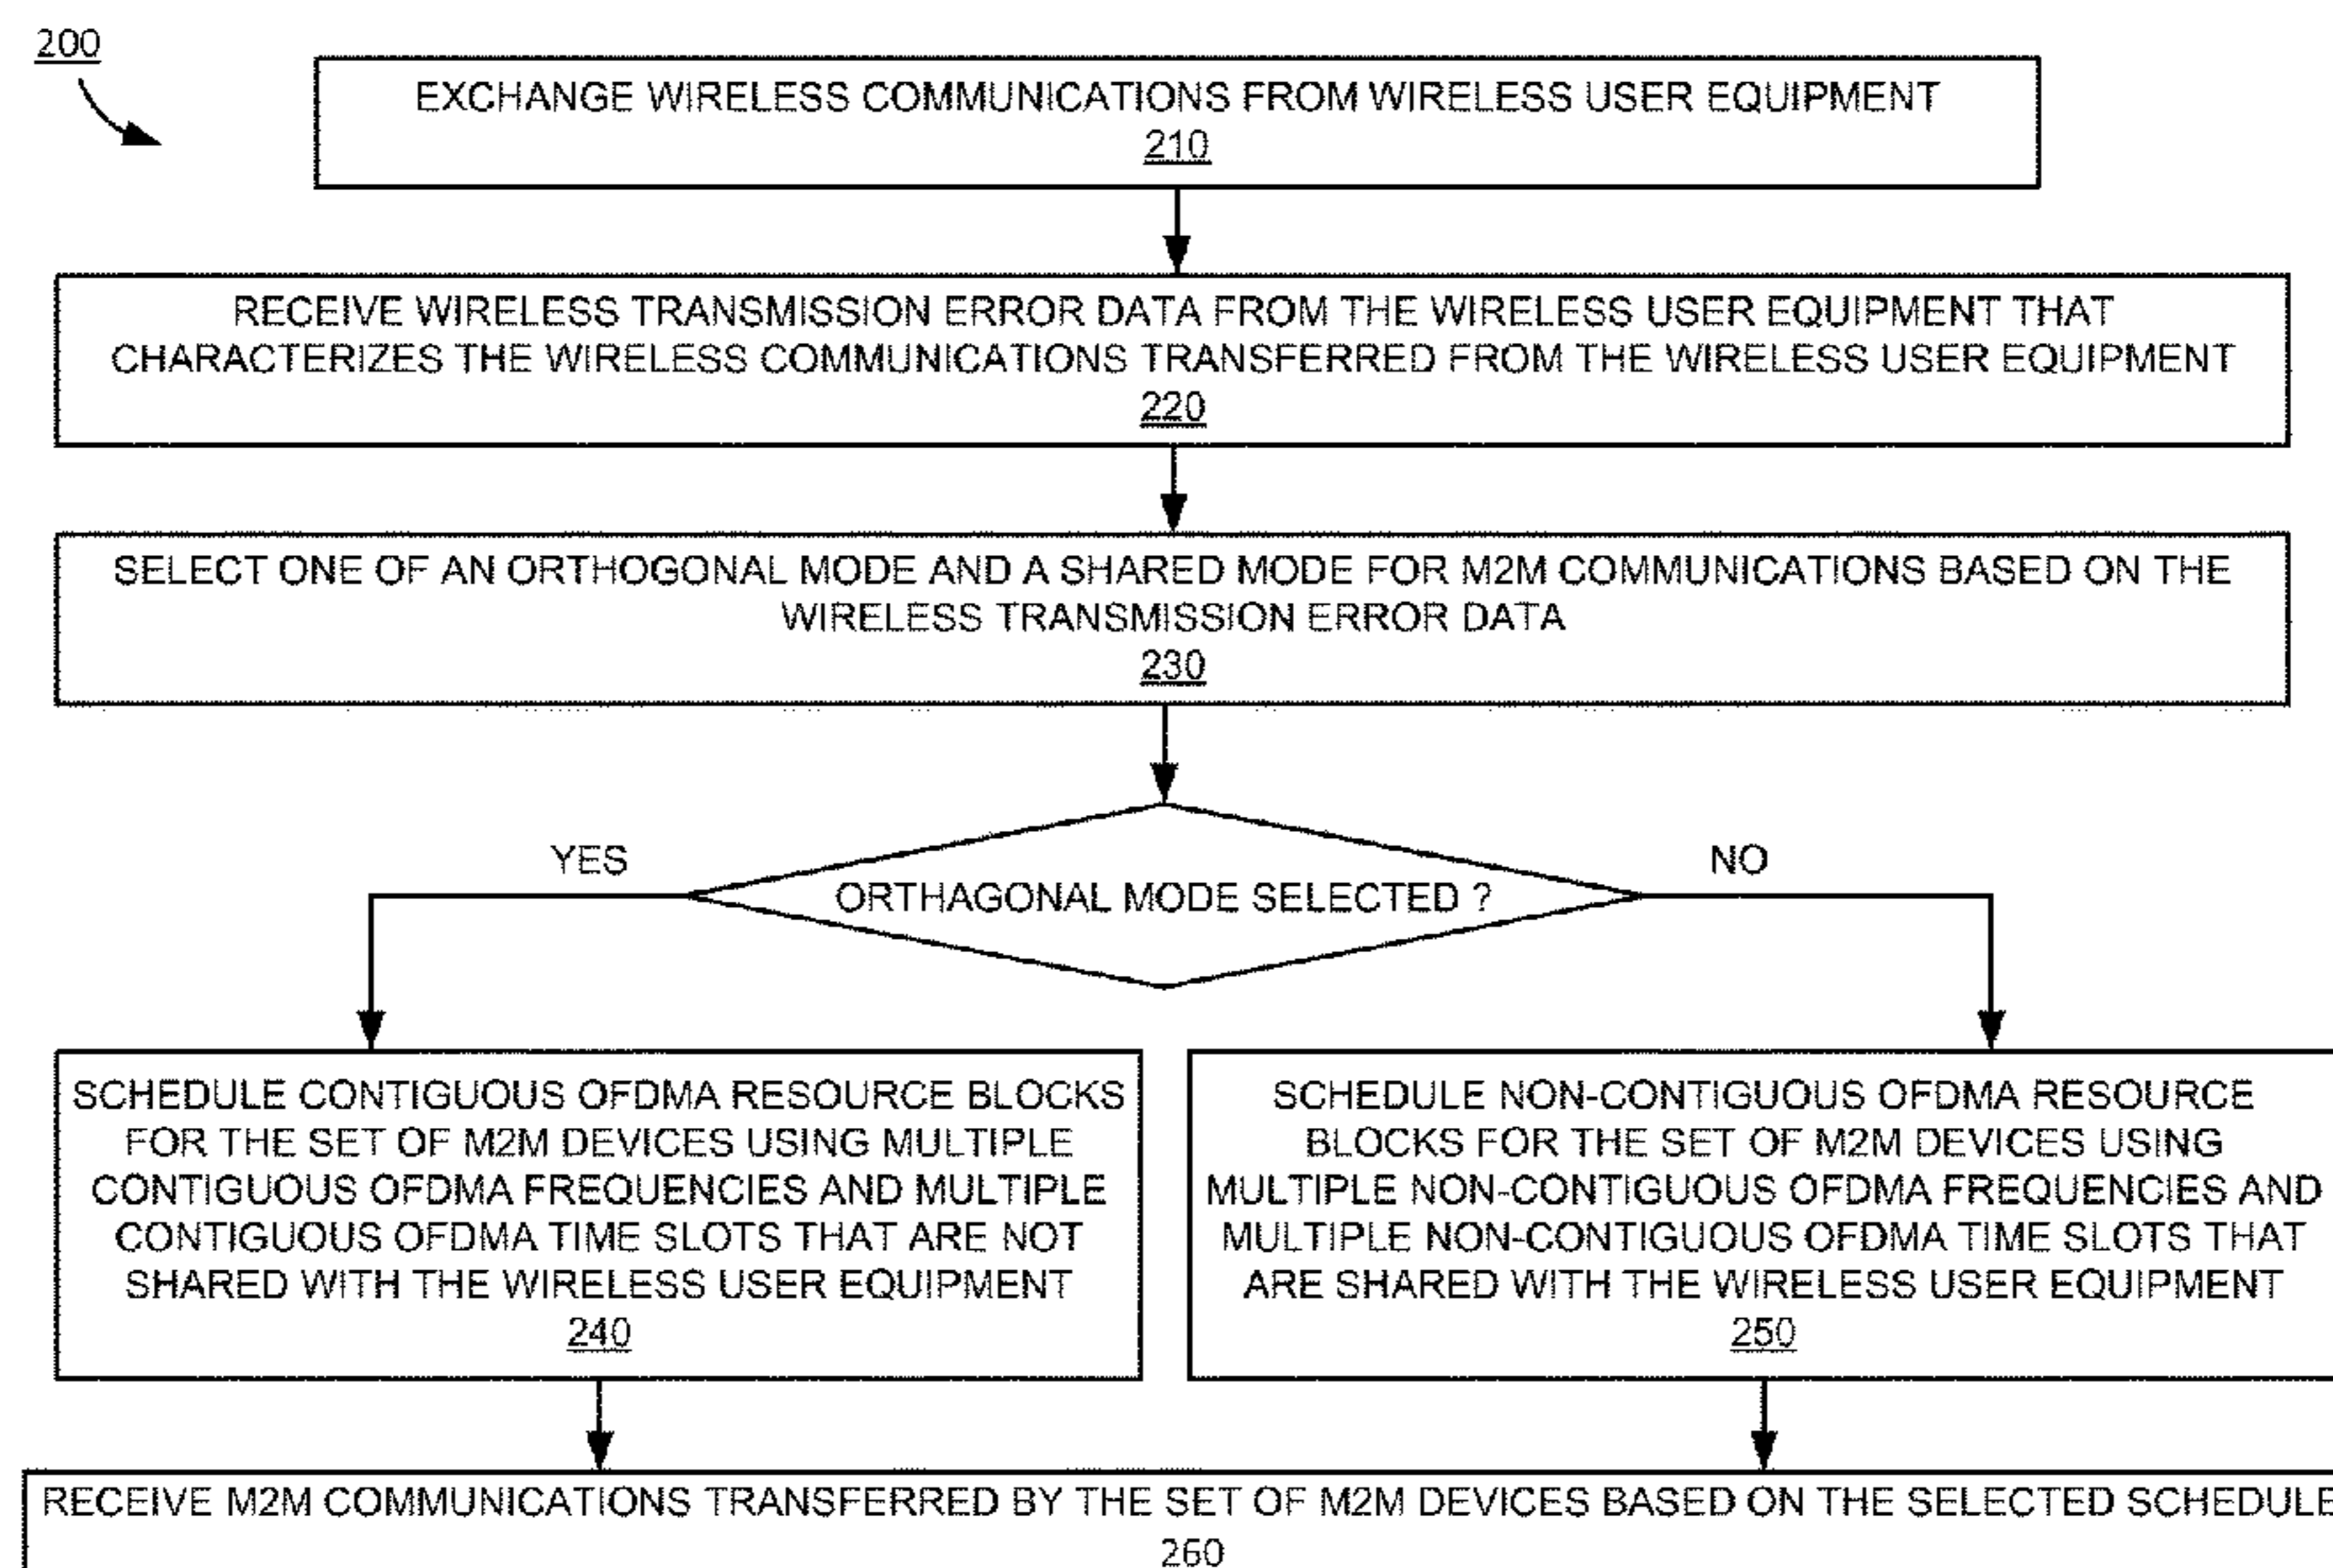 200
EXCHANGE WIRELESS COMMUNICATIONS FROM WIRELESS USER EQUIPMENT
210
RECEIVE WIRELESS TRANSMISSION ERROR DATA FROM THE WIRELESS USER EQUIPMENT THAT
CHARACTERIZES THE WIRELESS COMMUNICATIONS TRANSFERRED FROM THE WIRELESS USER EQUIPMENT
220
SELECT ONE OF AN ORTHOGONAL MODE AND A SHARED MODE FOR M2M COMMUNICATIONS BASED ON THE
WIRELESS TRANSMISSION ERROR DATA
230
YES
NO
ORTHAGONAL MODE SELECTED ?
SCHEDULE CONTIGUOUS OFDMA RESOURCE BLOCKS
FOR THE SET OF M2M DEVICES USING MULTIPLE
CONTIGUOUS OFDMA FREQUENCIES AND MULTIPLE
CONTIGUOUS OFDMA TIME SLOTS THAT ARE NOT
SHARED WITH THE WIRELESS USER EQUIPMENT
240
SCHEDULE NON-CONTIGUOUS OFDMA RESOURCE
BLOCKS FOR THE SET OF M2M DEVICES USING
MULTIPLE NON-CONTIGUOUS OFDMA FREQUENCIES AND
MULTIPLE NON-CONTIGUOUS OFDMA TIME SLOTS THAT
ARE SHARED WITH THE WIRELESS USER EQUIPMENT
250
RECEIVE M2M COMMUNICATIONS TRANSFERRED BY THE SET OF M2M DEVICES BASED ON THE SELECTED SCHEDULE
260